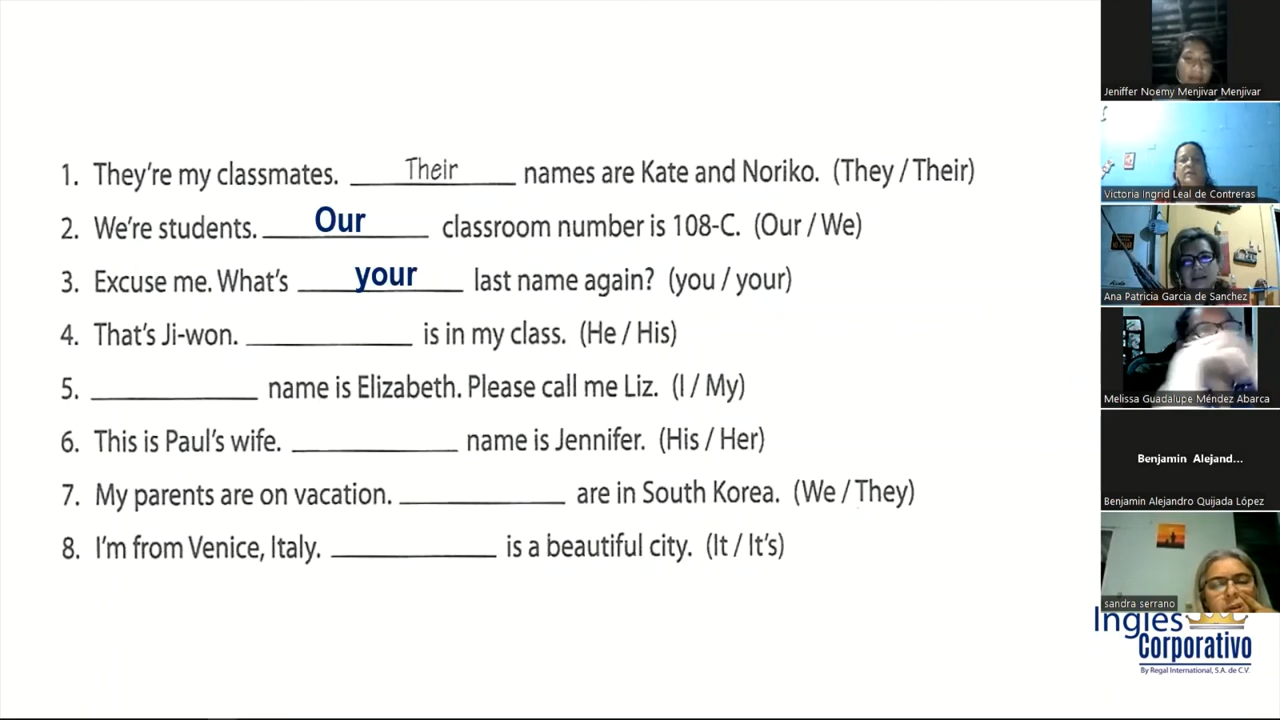 1. They're my classmates. Their names are Kate and Noriko. (They / Their)
2. We're students. Our classroom number is 108-C. (Our / We)
3. Excuse me. What's your last name again? (you / your)
4. That's Ji-won. ____________ is in my class. (He / His)
5. ____________ name is Elizabeth. Please call me Liz. (I / My)
6. This is Paul's wife. ____________ name is Jennifer. (His / Her)
7. My parents are on vacation. ____________ are in South Korea. (We / They)
8. I'm from Venice, Italy. ____________ is a beautiful city. (It / It's)
Jeniffer Noemy Menjivar Menjivar
Victoria Ingrid Leal de Contreras
Ana Patricia Garcia de Sanchez
Melissa Guadalupe Méndez Abarca
Benjamin Alejand...
Benjamin Alejandro Quijada López
sandra serrano
Ingles
Corporativo
By Regal International, S.A. de C.V.